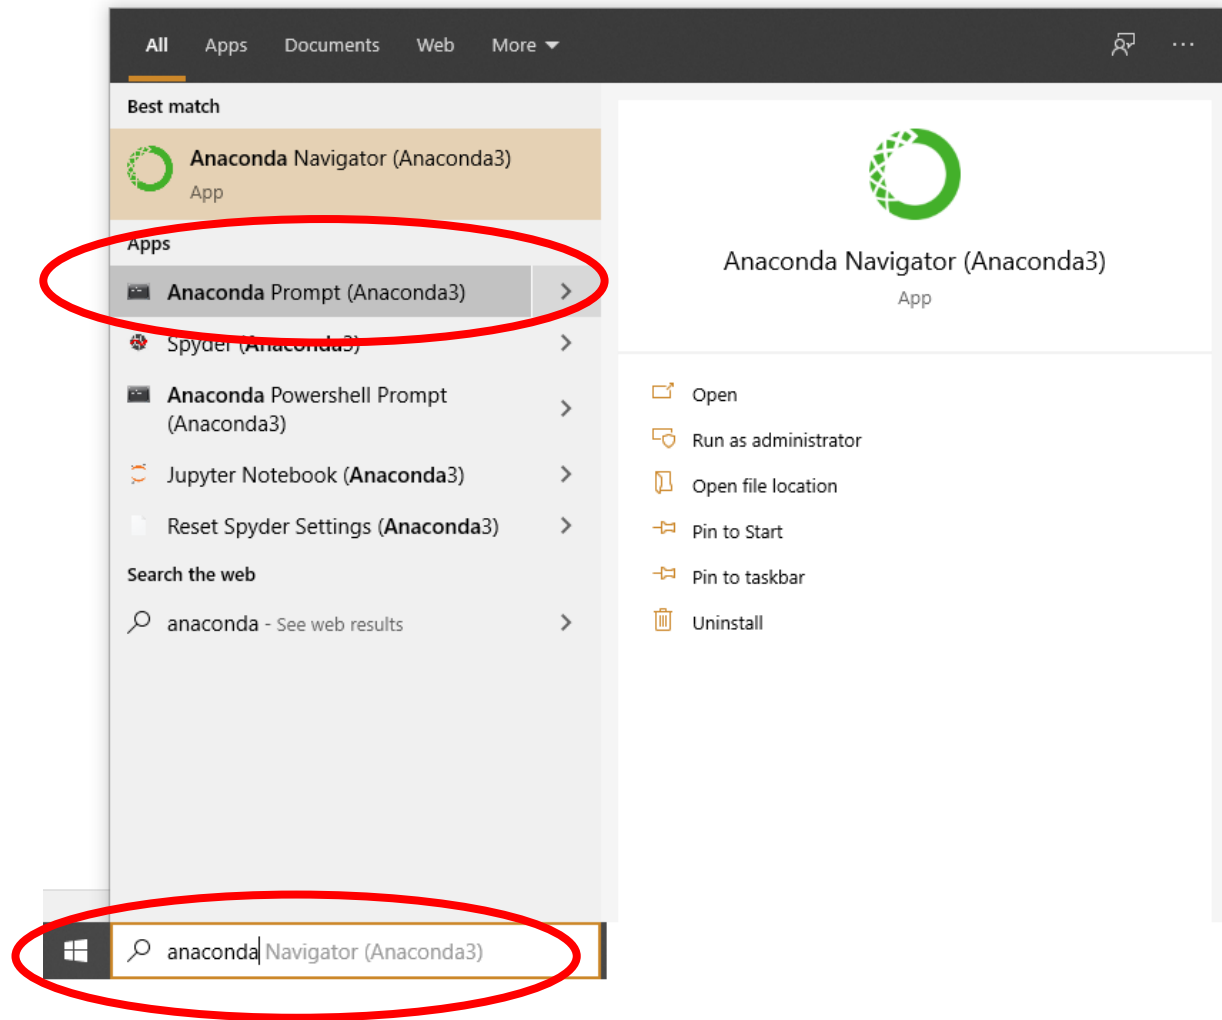 All Apps Documents Web More
Best match
Anaconda Navigator (Anaconda3)
App
Apps
Anaconda Prompt (Anaconda3)
Spyder (Anaconda3)
Anaconda Powershell Prompt
(Anaconda3)
Jupyter Notebook (Anaconda3)
Reset Spyder Settings (Anaconda3)
Search the web
anaconda - See web results
Anaconda Navigator (Anaconda3)
App
Open
Run as administrator
Open file location
Pin to Start
Pin to taskbar
Uninstall
anaconda Navigator (Anaconda3)